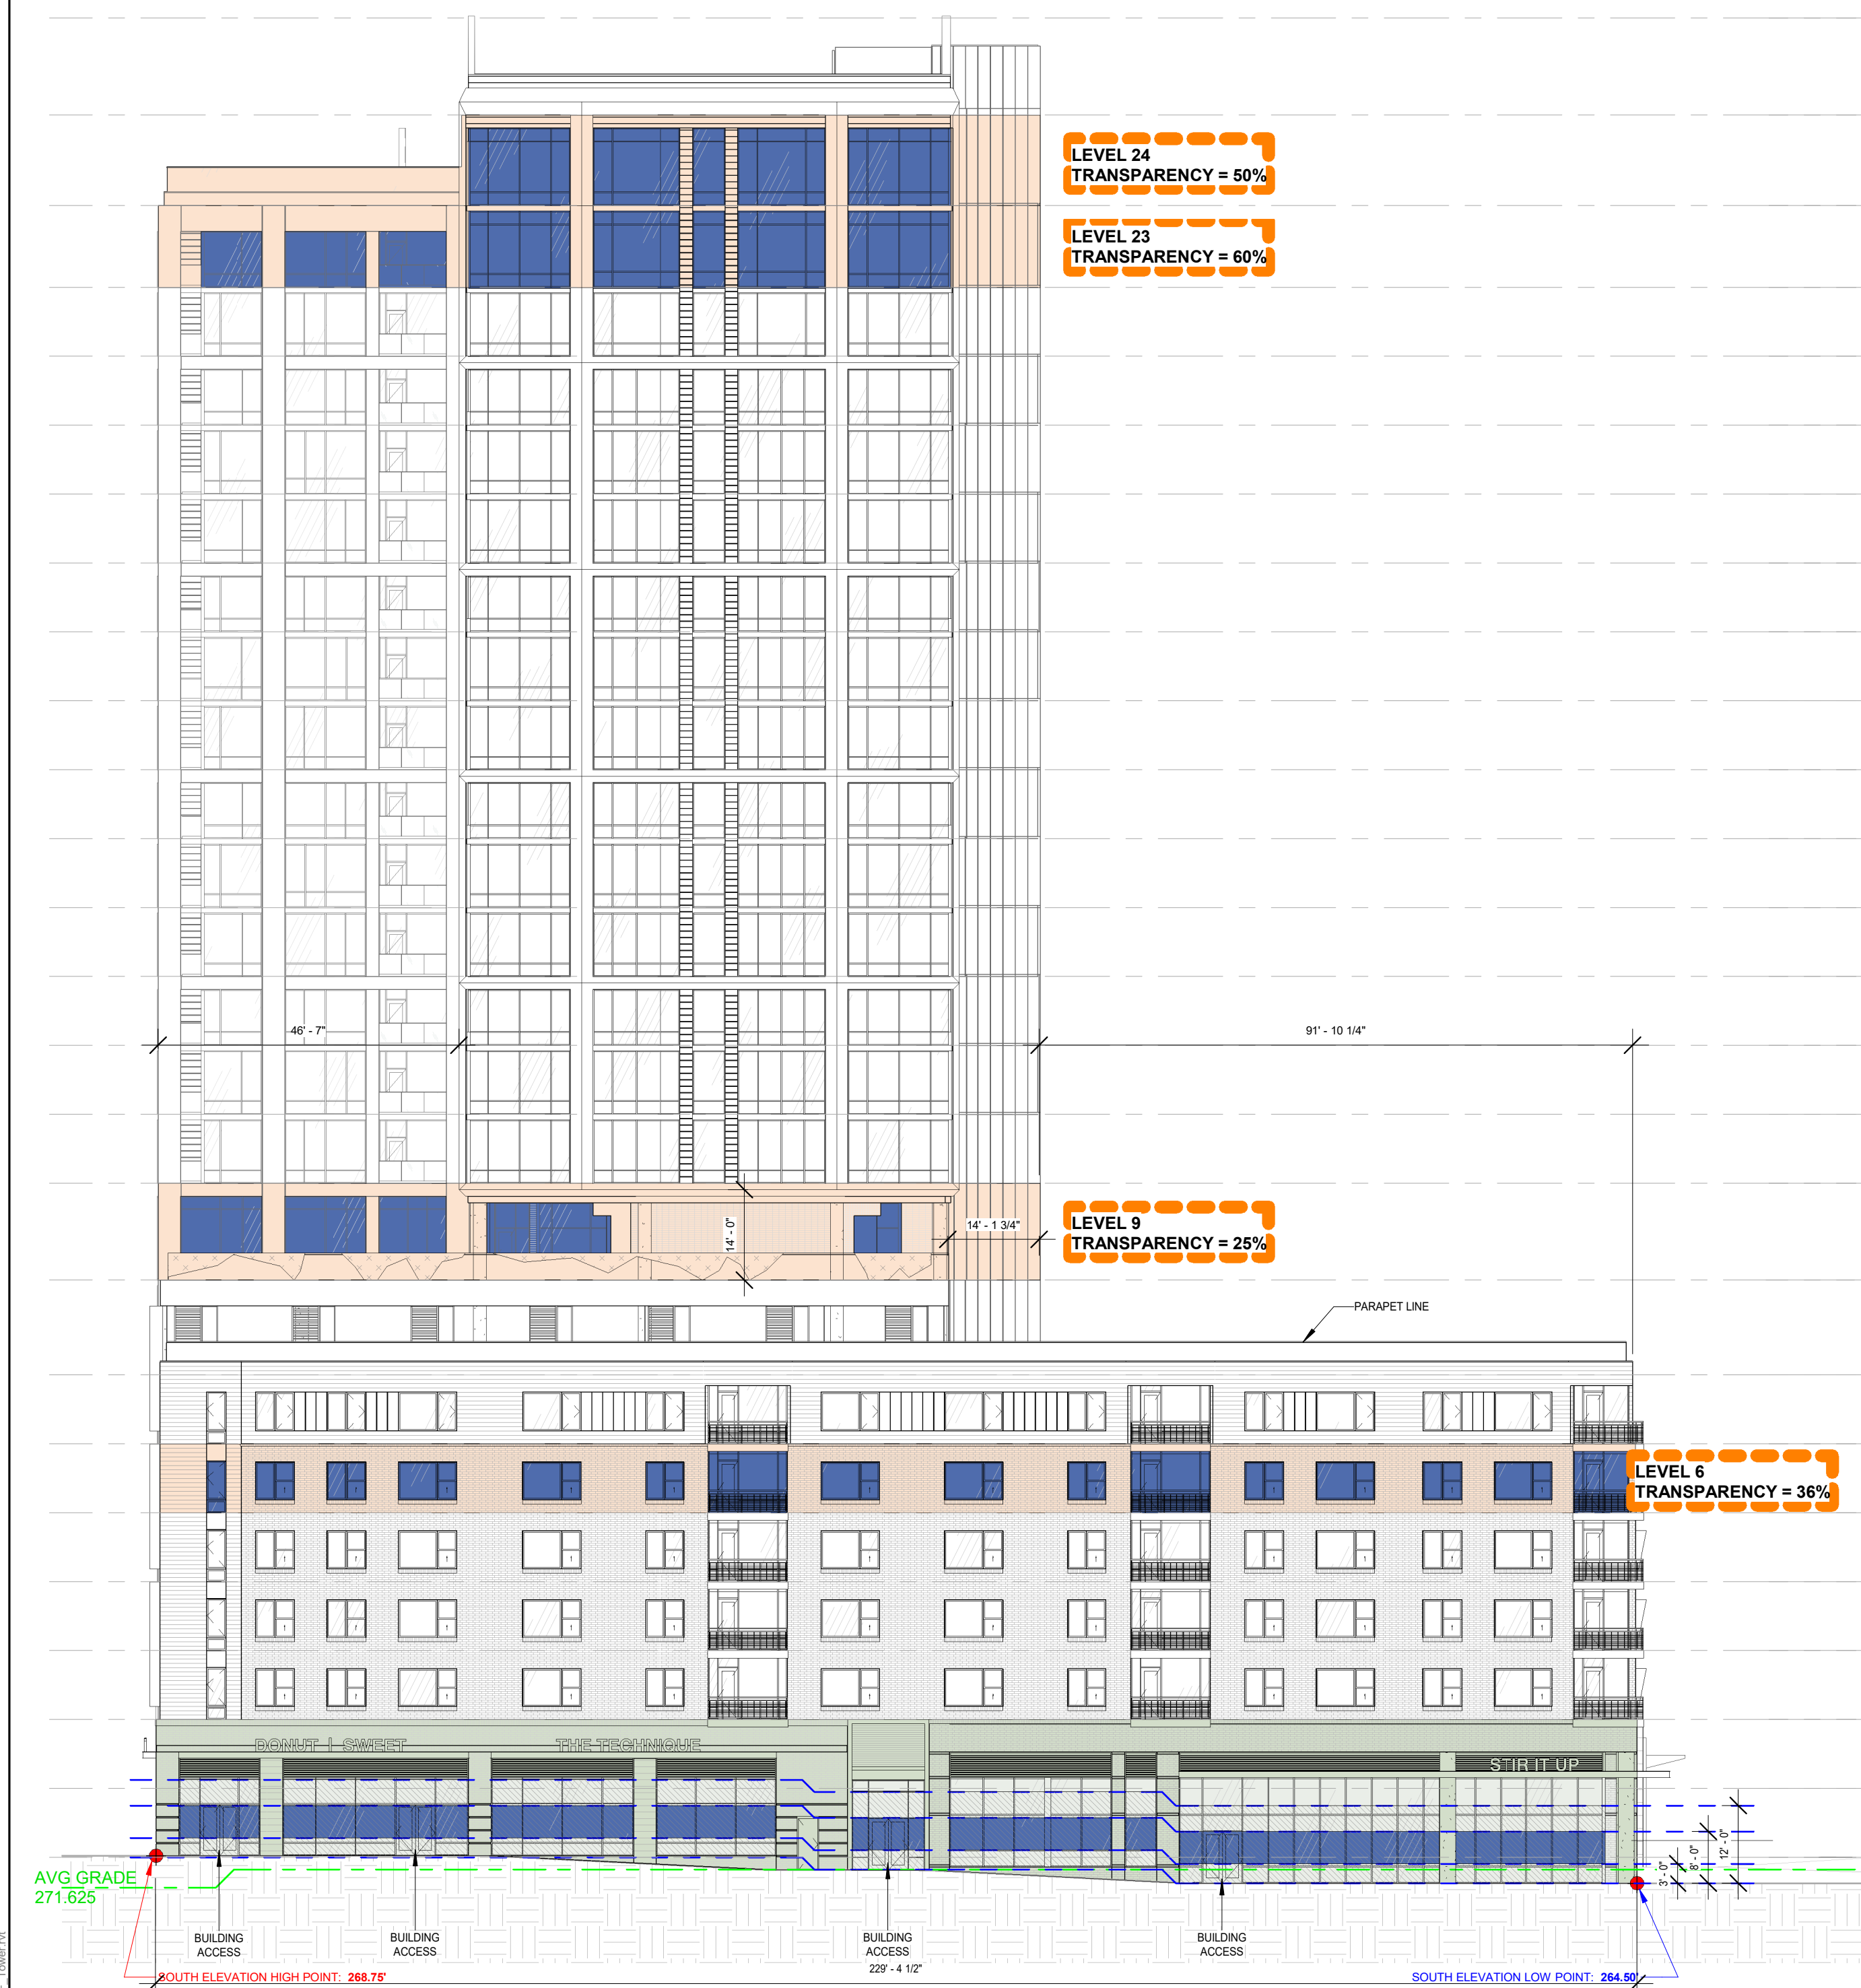 LEVEL 24
TRANSPARENCY = 50%
LEVEL 23
TRANSPARENCY = 60%
46' - 7"
91' - 10 1/4"
14' - 0"
14' - 1 3/4"
LEVEL 9
TRANSPARENCY = 25%
PARAPET LINE
LEVEL 6
TRANSPARENCY = 36%
DONUT | SWEET
THE TECHNIQUE
STIR IT UP
3' - 0"
8' - 0"
12' - 0"
AVG GRADE
271.625
BUILDING
ACCESS
BUILDING
ACCESS
BUILDING
ACCESS
BUILDING
ACCESS
229' - 4 1/2"
SOUTH ELEVATION HIGH POINT: 268.75'
SOUTH ELEVATION LOW POINT: 264.50'
Tower.rvt